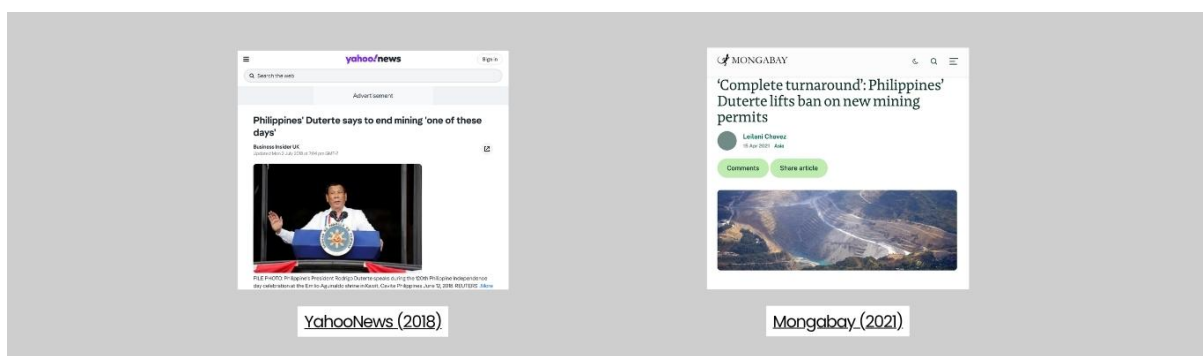 yahoo!news
Sign in
Search the web
Advertisement
Philippines' Duterte says to end mining 'one of these
days'
Business Insider UK
FILE PHOTO: Philippine's President Rodrigo Duterte speaks during the 120th Philippine Independence
day celebration at the Emilio Aguinaldo shrine in Kawit, Cavite Philippines June 12, 2018. REUTERS
YahooNews (2018)
MONGABAY
'Complete turnaround': Philippines'
Duterte lifts ban on new mining
permits
Leilani Chavez
15 Apr 2021 Asia
Comments
Share article
Mongabay (2021)